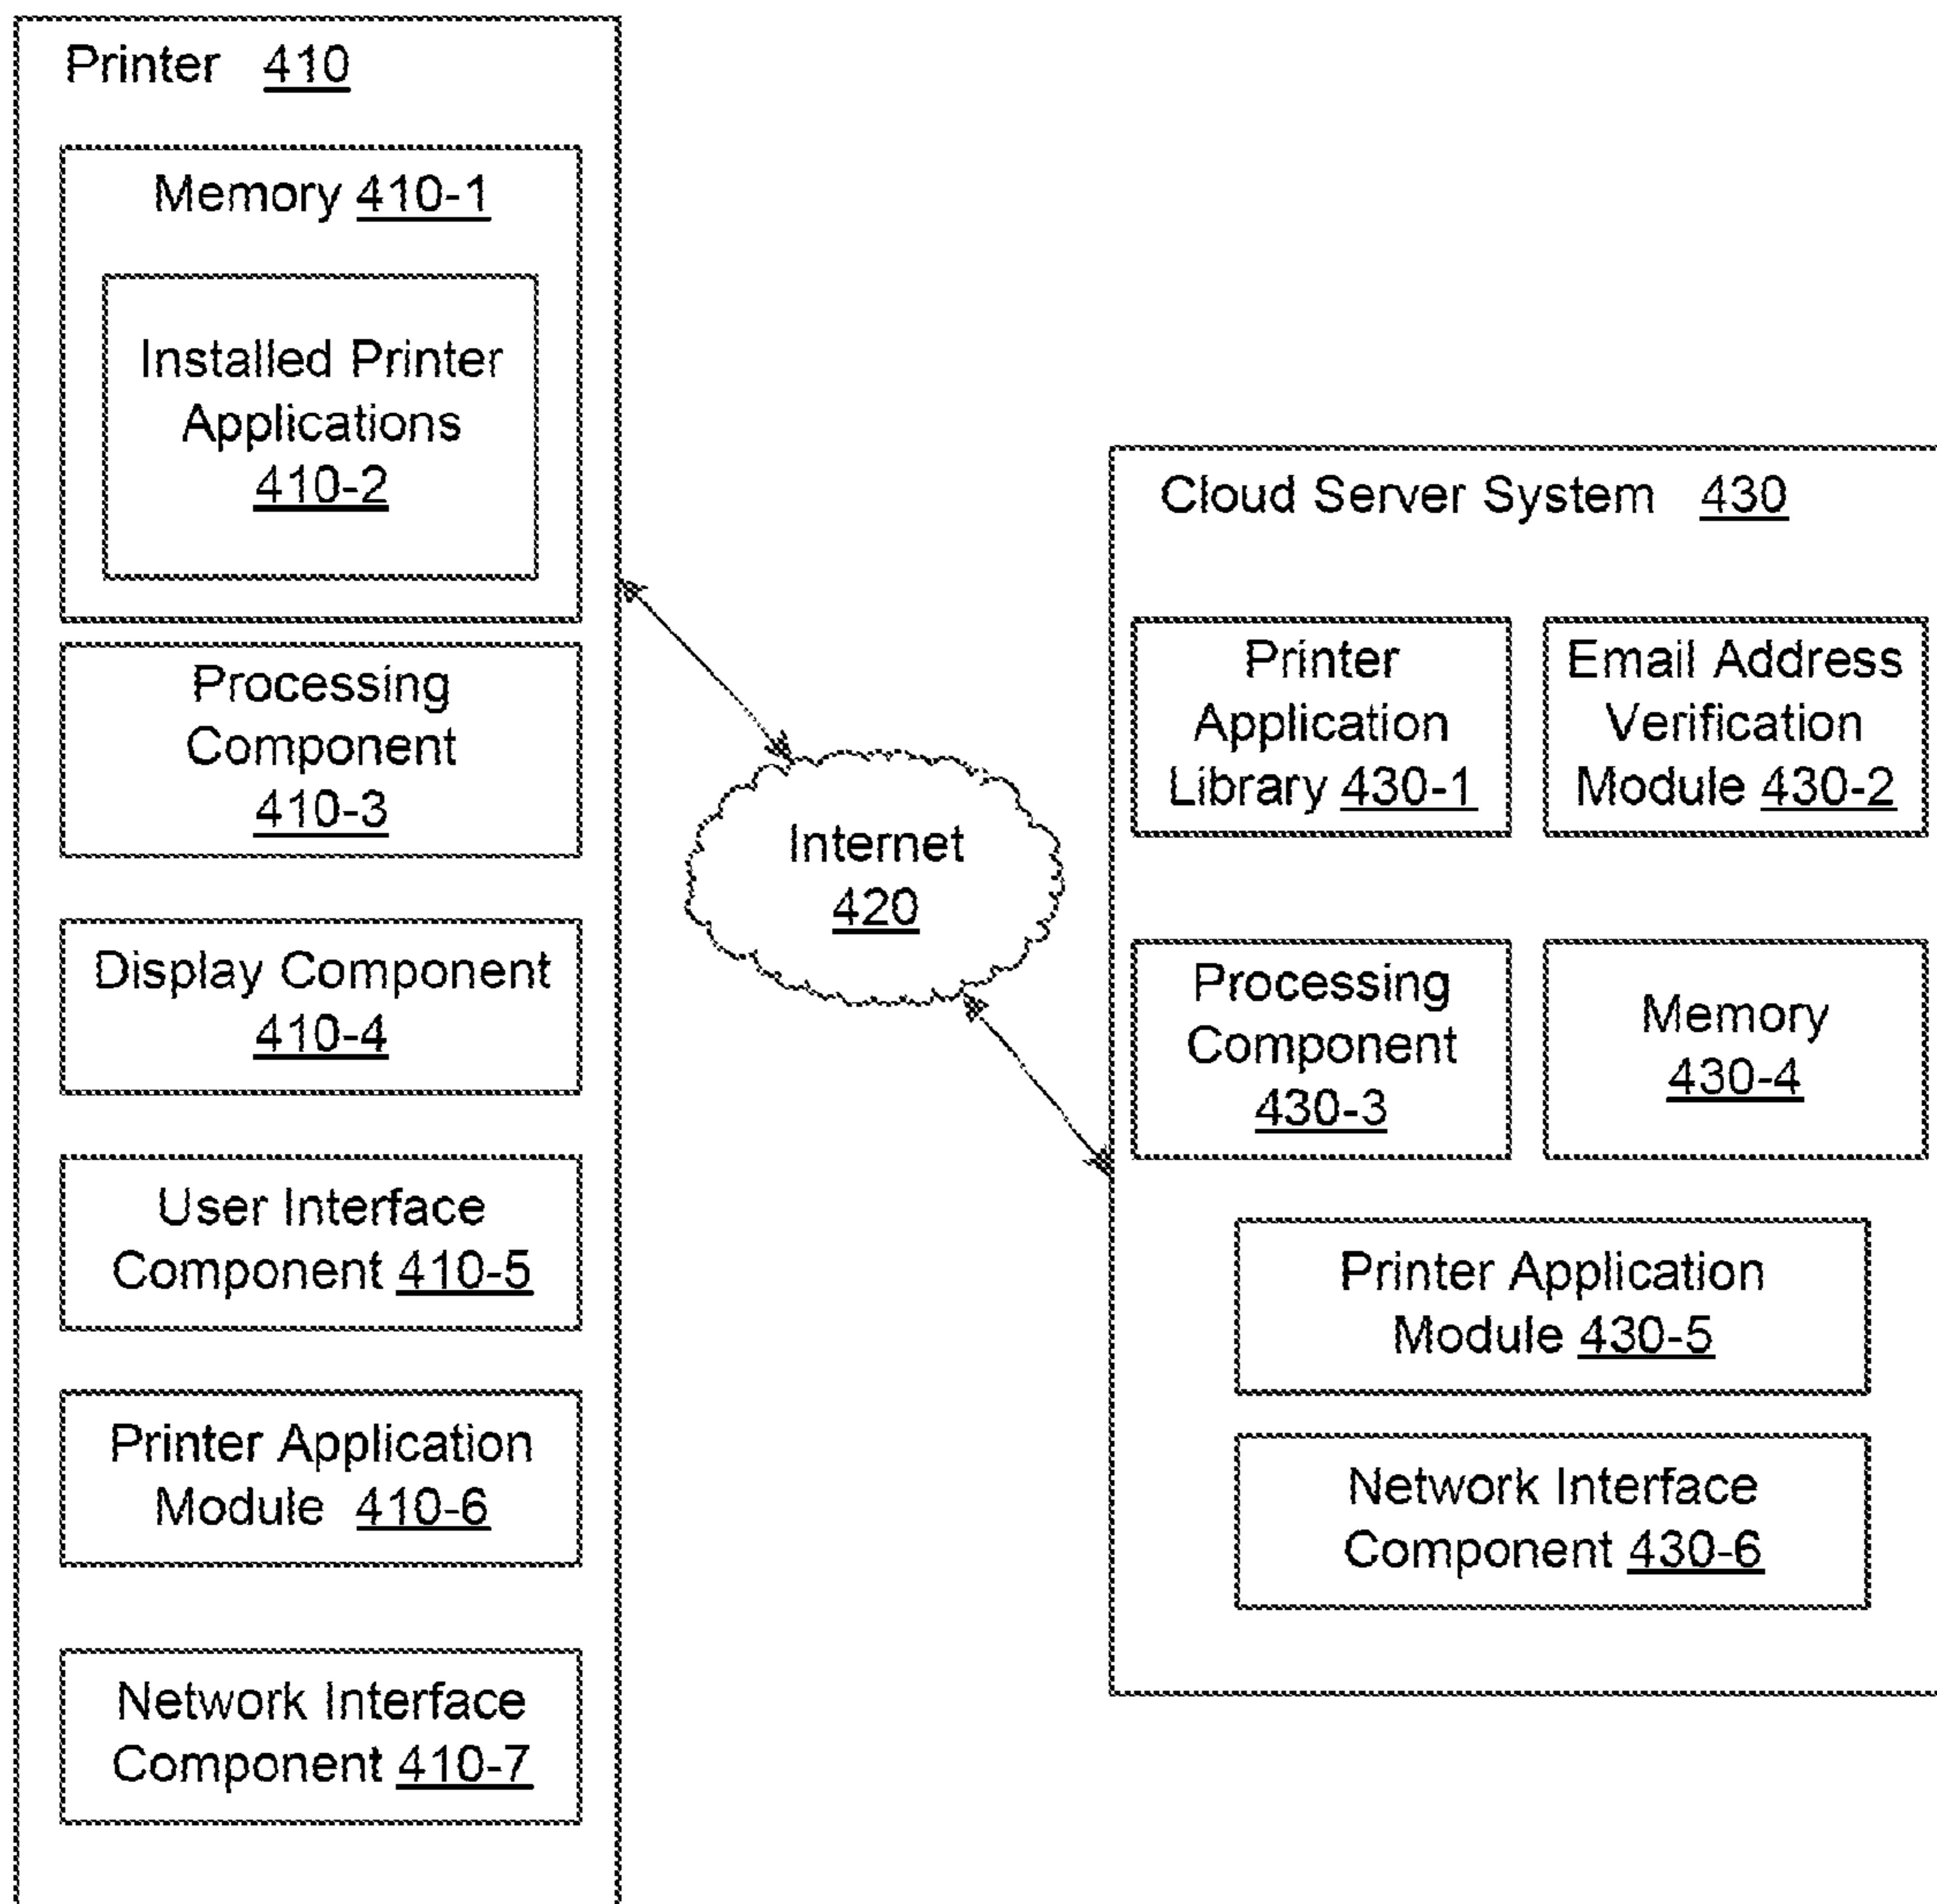 Printer 410
Memory 410-1
Installed Printer
Applications
410-2
Processing
Component
410-3
Display Component
410-4
User Interface
Component 410-5
Printer Application
Module 410-6
Network Interface
Component 410-7
Internet
420
Cloud Server System 430
Printer
Application
Library 430-1
Email Address
Verification
Module 430-2
Processing
Component
430-3
Memory
430-4
Printer Application
Module 430-5
Network Interface
Component 430-6